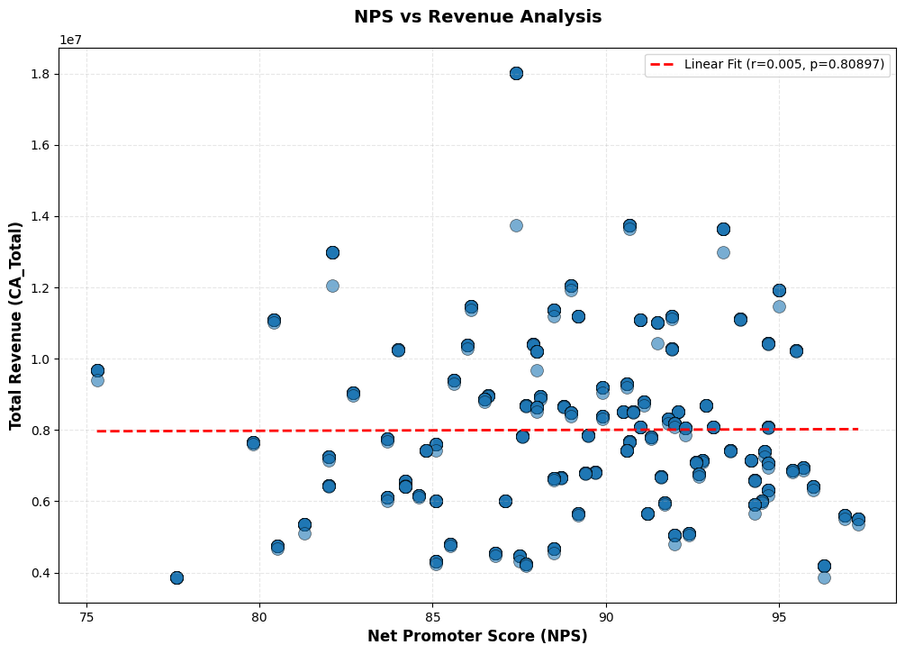 NPS vs Revenue Analysis
1e7
Linear Fit (r=0.005, p=0.80897)
1.8
1.6
1.4
1.2
1.0
0.8
0.6
0.4
Total Revenue (CA_Total)
75 80 85 90 95
Net Promoter Score (NPS)